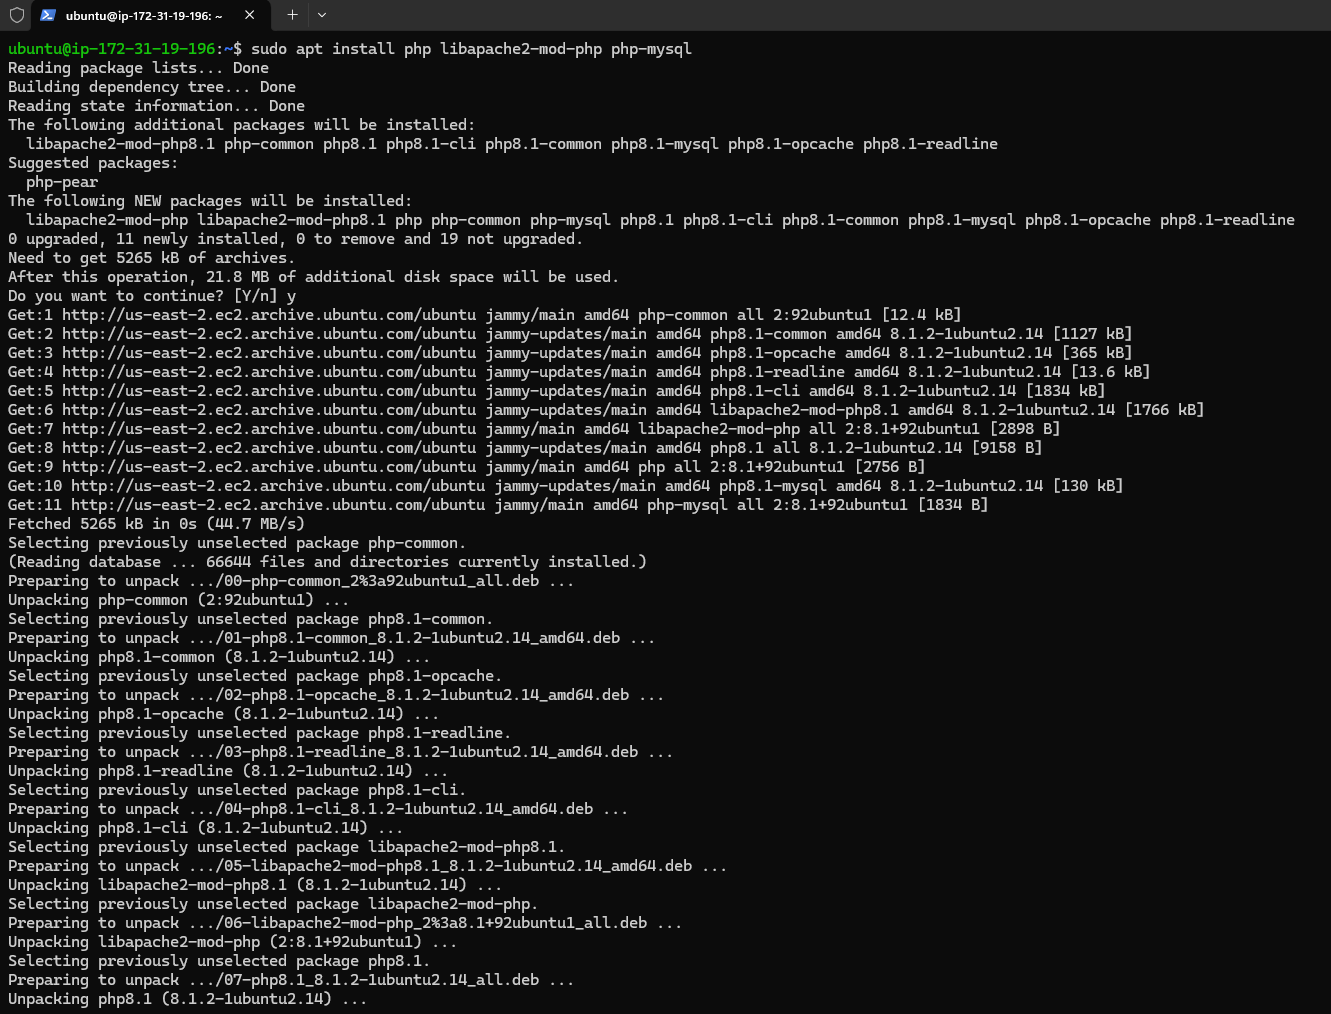 ubuntu@ip-172-31-19-196: ~
ubuntu@ip-172-31-19-196:~$ sudo apt install php libapache2-mod-php php-mysql
Reading package lists... Done
Building dependency tree... Done
Reading state information... Done
The following additional packages will be installed:
  libapache2-mod-php8.1 php-common php8.1 php8.1-cli php8.1-common php8.1-mysql php8.1-opcache php8.1-readline
Suggested packages:
  php-pear
The following NEW packages will be installed:
  libapache2-mod-php libapache2-mod-php8.1 php php-common php-mysql php8.1 php8.1-cli php8.1-common php8.1-mysql php8.1-opcache php8.1-readline
0 upgraded, 11 newly installed, 0 to remove and 19 not upgraded.
Need to get 5265 kB of archives.
After this operation, 21.8 MB of additional disk space will be used.
Do you want to continue? [Y/n] y
Get:1 http://us-east-2.ec2.archive.ubuntu.com/ubuntu jammy/main amd64 php-common all 2:92ubuntu1 [12.4 kB]
Get:2 http://us-east-2.ec2.archive.ubuntu.com/ubuntu jammy-updates/main amd64 php8.1-common amd64 8.1.2-1ubuntu2.14 [1127 kB]
Get:3 http://us-east-2.ec2.archive.ubuntu.com/ubuntu jammy-updates/main amd64 php8.1-opcache amd64 8.1.2-1ubuntu2.14 [365 kB]
Get:4 http://us-east-2.ec2.archive.ubuntu.com/ubuntu jammy-updates/main amd64 php8.1-readline amd64 8.1.2-1ubuntu2.14 [13.6 kB]
Get:5 http://us-east-2.ec2.archive.ubuntu.com/ubuntu jammy-updates/main amd64 php8.1-cli amd64 8.1.2-1ubuntu2.14 [1834 kB]
Get:6 http://us-east-2.ec2.archive.ubuntu.com/ubuntu jammy-updates/main amd64 libapache2-mod-php8.1 amd64 8.1.2-1ubuntu2.14 [1766 kB]
Get:7 http://us-east-2.ec2.archive.ubuntu.com/ubuntu jammy/main amd64 libapache2-mod-php all 2:8.1+92ubuntu1 [2898 B]
Get:8 http://us-east-2.ec2.archive.ubuntu.com/ubuntu jammy-updates/main amd64 php8.1 all 8.1.2-1ubuntu2.14 [9158 B]
Get:9 http://us-east-2.ec2.archive.ubuntu.com/ubuntu jammy/main amd64 php all 2:8.1+92ubuntu1 [2756 B]
Get:10 http://us-east-2.ec2.archive.ubuntu.com/ubuntu jammy-updates/main amd64 php8.1-mysql amd64 8.1.2-1ubuntu2.14 [130 kB]
Get:11 http://us-east-2.ec2.archive.ubuntu.com/ubuntu jammy/main amd64 php-mysql all 2:8.1+92ubuntu1 [1834 B]
Fetched 5265 kB in 0s (44.7 MB/s)
Selecting previously unselected package php-common.
(Reading database ... 66644 files and directories currently installed.)
Preparing to unpack .../00-php-common_2%3a92ubuntu1_all.deb ...
Unpacking php-common (2:92ubuntu1) ...
Selecting previously unselected package php8.1-common.
Preparing to unpack .../01-php8.1-common_8.1.2-1ubuntu2.14_amd64.deb ...
Unpacking php8.1-common (8.1.2-1ubuntu2.14) ...
Selecting previously unselected package php8.1-opcache.
Preparing to unpack .../02-php8.1-opcache_8.1.2-1ubuntu2.14_amd64.deb ...
Unpacking php8.1-opcache (8.1.2-1ubuntu2.14) ...
Selecting previously unselected package php8.1-readline.
Preparing to unpack .../03-php8.1-readline_8.1.2-1ubuntu2.14_amd64.deb ...
Unpacking php8.1-readline (8.1.2-1ubuntu2.14) ...
Selecting previously unselected package php8.1-cli.
Preparing to unpack .../04-php8.1-cli_8.1.2-1ubuntu2.14_amd64.deb ...
Unpacking php8.1-cli (8.1.2-1ubuntu2.14) ...
Selecting previously unselected package libapache2-mod-php8.1.
Preparing to unpack .../05-libapache2-mod-php8.1_8.1.2-1ubuntu2.14_amd64.deb ...
Unpacking libapache2-mod-php8.1 (8.1.2-1ubuntu2.14) ...
Selecting previously unselected package libapache2-mod-php.
Preparing to unpack .../06-libapache2-mod-php_2%3a8.1+92ubuntu1_all.deb ...
Unpacking libapache2-mod-php (2:8.1+92ubuntu1) ...
Selecting previously unselected package php8.1.
Preparing to unpack .../07-php8.1_8.1.2-1ubuntu2.14_all.deb ...
Unpacking php8.1 (8.1.2-1ubuntu2.14) ...